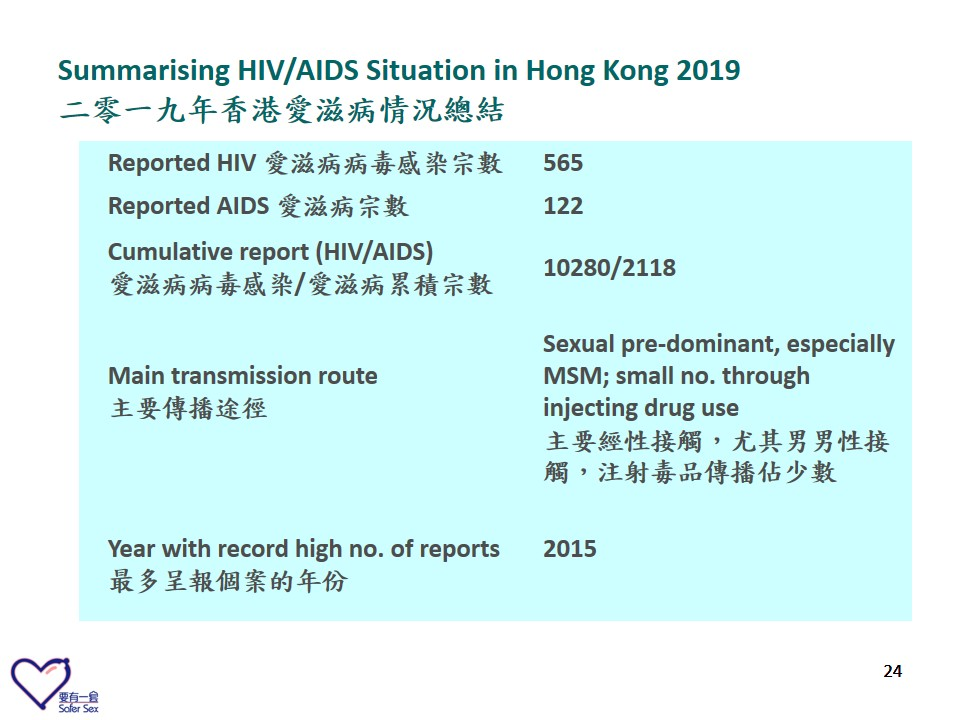 Summarising HIV/AIDS Situation in Hong Kong 2019
二零一九年香港愛滋病情況總結
Reported HIV 愛滋病病毒感染宗數 565
Reported AIDS 愛滋病宗數 122
Cumulative report (HIV/AIDS)
愛滋病病毒感染/愛滋病累積宗數
10280/2118
Main transmission route
主要傳播途徑
Sexual pre-dominant, especially
MSM; small no. through
injecting drug use
主要經性接觸，尤其男男性接
觸，注射毒品傳播佔少數
Year with record high no. of reports 2015
最多呈報個案的年份
要有一套
Safer Sex
24